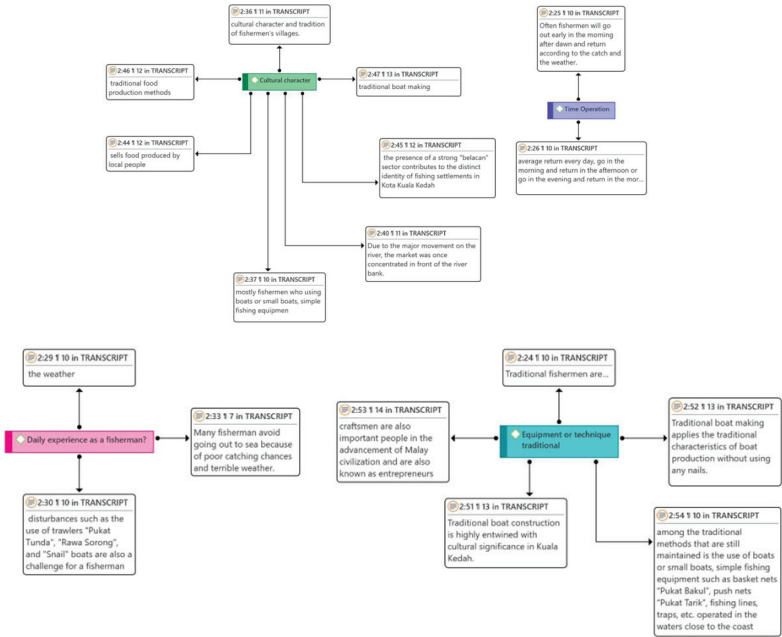 2:36 ¶ 11 in TRANSCRIPT
cultural character and tradition
of fishermen's villages.
2:46 ¶ 12 in TRANSCRIPT
traditional food
production methods
Cultural character
2:47 ¶ 13 in TRANSCRIPT
traditional boat making
2:44 ¶ 12 in TRANSCRIPT
sells food produced by
local people
2:45 ¶ 12 in TRANSCRIPT
the presence of a strong "belacan"
sector contributes to the distinct
identity of fishing settlements in
Kota Kuala Kedah
2:40 ¶ 11 in TRANSCRIPT
Due to the major movement on the
river, the market was once
concentrated in front of the river
bank.
2:37 ¶ 10 in TRANSCRIPT
mostly fishermen who using
boats or small boats, simple
fishing equipmen
2:25 ¶ 10 in TRANSCRIPT
Often fishermen will go
out early in the morning
after dawn and return
according to the catch and
the weather.
Time Operation
2:26 ¶ 10 in TRANSCRIPT
average return every day, go in the
morning and return in the afternoon or
go in the evening and return in the mor...
2:29 ¶ 10 in TRANSCRIPT
the weather
Daily experience as a fisherman?
2:33 ¶ 7 in TRANSCRIPT
Many fisherman avoid
going out to sea because
of poor catching chances
and terrible weather.
2:30 ¶ 10 in TRANSCRIPT
disturbances such as the
use of trawlers "Pukat
Tunda", "Rawa Sorong",
and "Snail" boats are also a
challenge for a fisherman
2:24 ¶ 10 in TRANSCRIPT
Traditional fishermen are...
2:53 ¶ 14 in TRANSCRIPT
craftsmen are also
important people in the
advancement of Malay
civilization and are also
known as entrepreneurs
Equipment or technique
traditional
2:52 ¶ 13 in TRANSCRIPT
Traditional boat making
applies the traditional
characteristics of boat
production without using
any nails.
2:51 ¶ 13 in TRANSCRIPT
Traditional boat construction
is highly entwined with
cultural significance in Kuala
Kedah.
2:54 ¶ 10 in TRANSCRIPT
among the traditional
methods that are still
maintained is the use of boats
or small boats, simple fishing
equipment such as basket nets
"Pukat Bakul", push nets
"Pukat Tarik", fishing lines,
traps, etc. operated in the
waters close to the coast